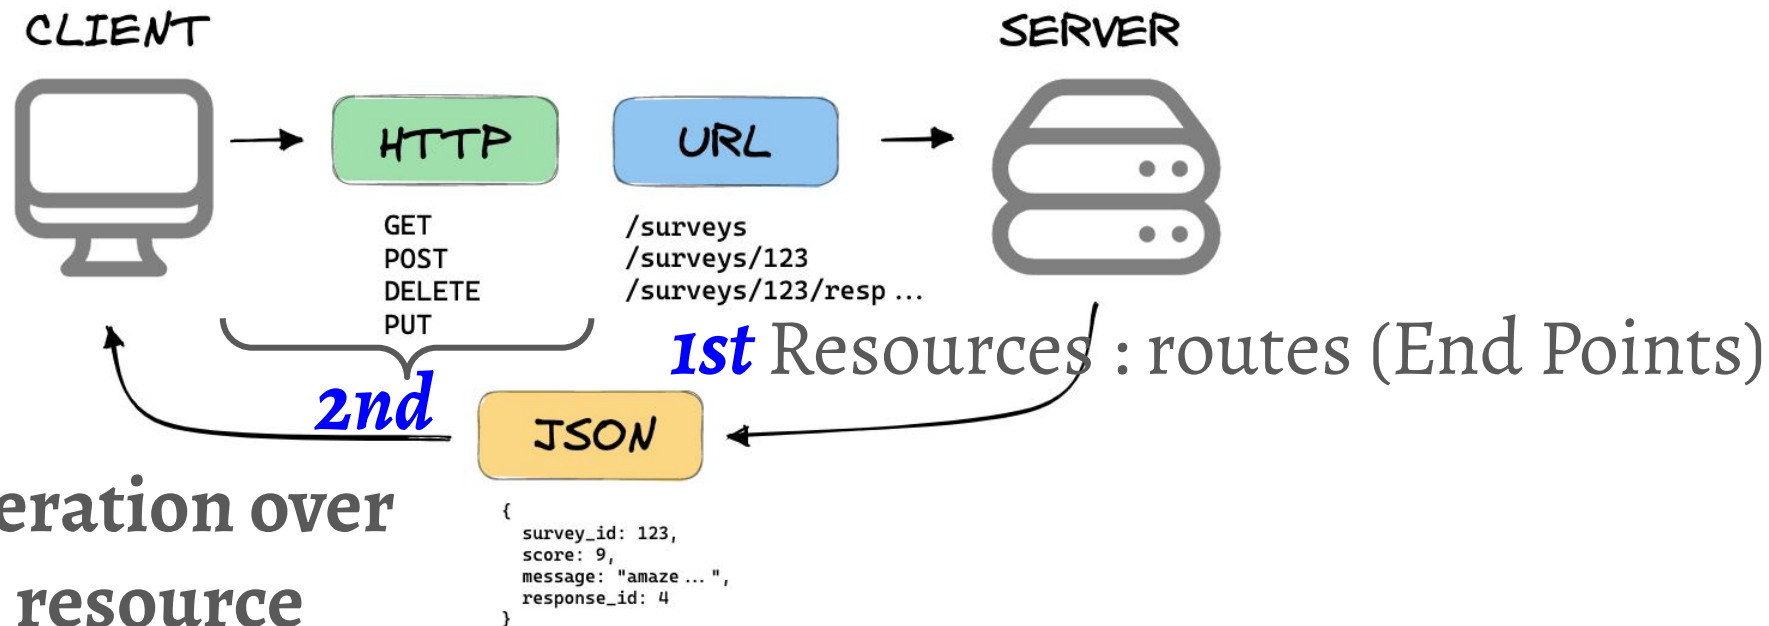 CLIENT
SERVER
HTTP
URL
GET
POST
DELETE
PUT
/surveys
/surveys/123
/surveys/123/resp ...
1st Resources : routes (End Points)
2nd
JSON
eration over
resource
{
survey_id: 123,
score: 9,
message: "amaze ... ",
response_id: 4
}